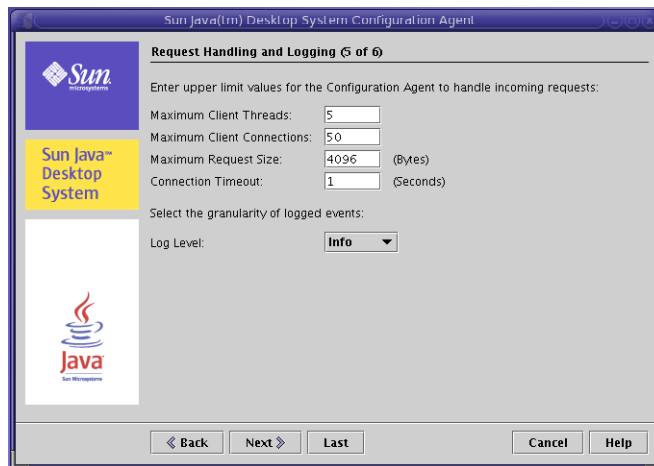 Sun Java(tm) Desktop System Configuration Agent
Sun
microsystems
Sun Java™
Desktop
System
Java
Sun Microsystems
Request Handling and Logging (5 of 6)
Enter upper limit values for the Configuration Agent to handle incoming requests:
Maximum Client Threads: 5
Maximum Client Connections: 50
Maximum Request Size: 4096 (Bytes)
Connection Timeout: 1 (Seconds)
Select the granularity of logged events:
Log Level: Info
Back Next Last Cancel Help